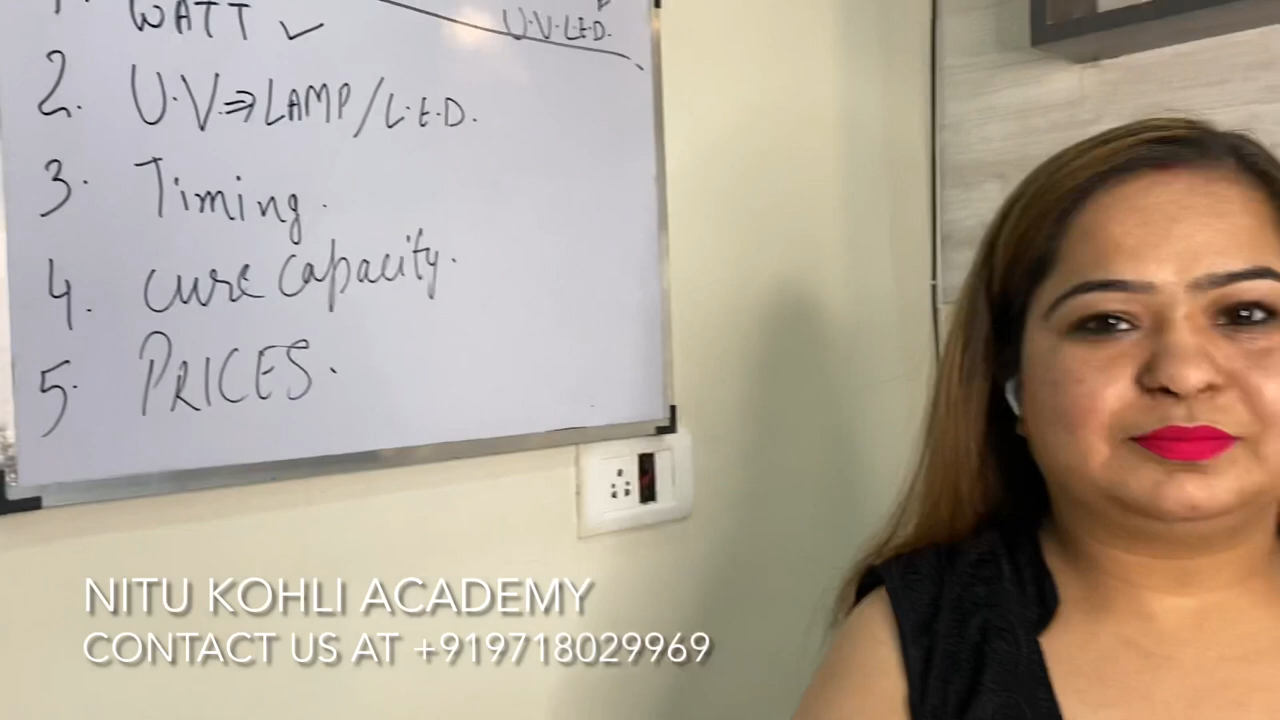 WATT ✓
U.V-L.E.D.
2. U.V⇒LAMP/L.E.D.
3. Timing.
4. cure capacity.
5. PRICES.
NITU KOHLI ACADEMY
CONTACT US AT +919718029969